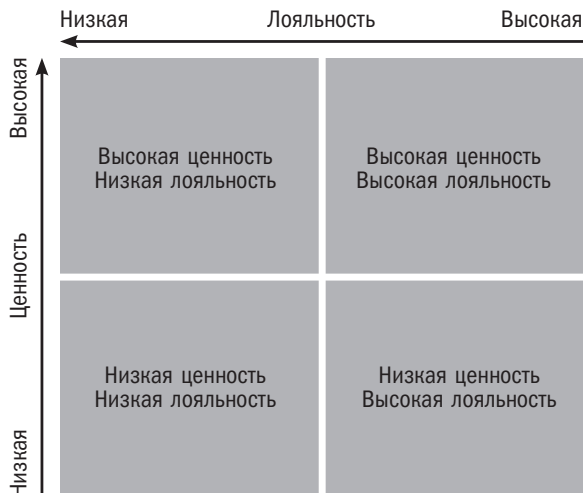 Низкая Лояльность Высокая
Высокая
Ценность
Низкая
Высокая ценность
Низкая лояльность
Высокая ценность
Высокая лояльность
Низкая ценность
Низкая лояльность
Низкая ценность
Высокая лояльность